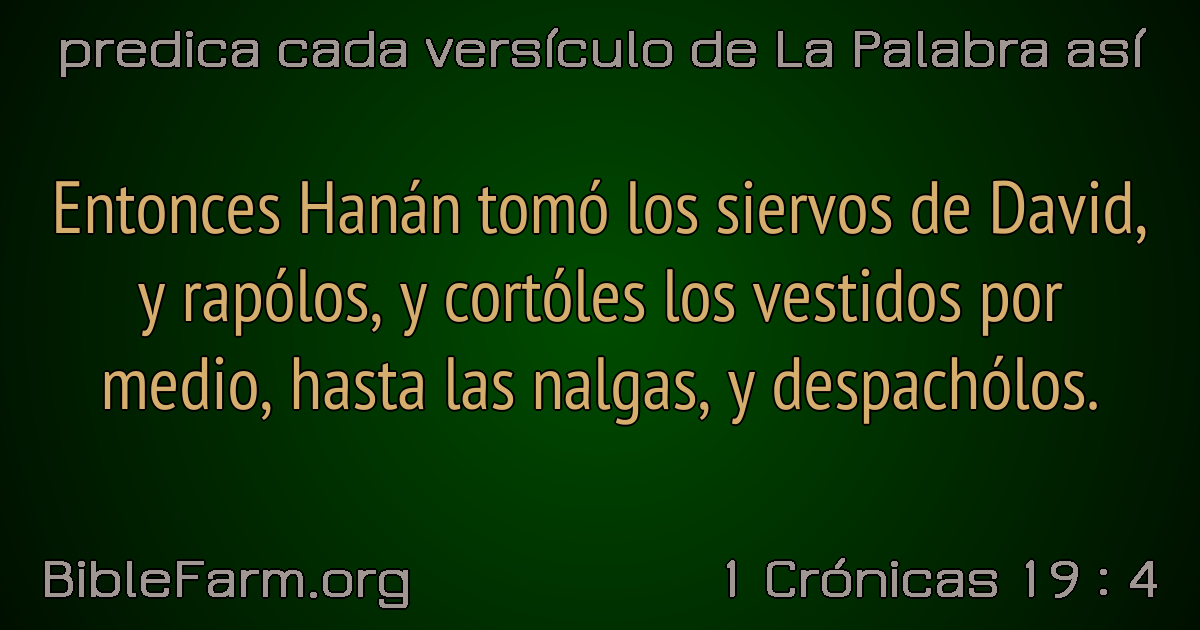 predica cada versículo de La Palabra así
Entonces Hanán tomó los siervos de David,
y rapólos, y cortóles los vestidos por
medio, hasta las nalgas, y despachólos.
BibleFarm.org
1 Crónicas 19 : 4